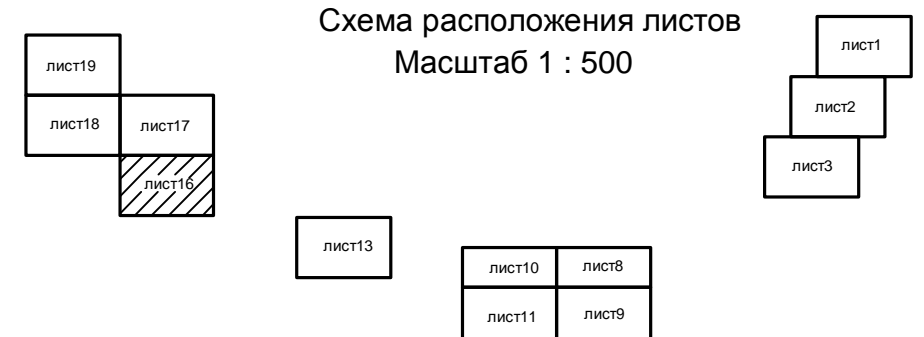 Схема расположения листов
Масштаб 1 : 500
лист1
лист19
лист2
лист18
лист17
лист3
лист16
лист13
лист10
лист8
лист11
лист9